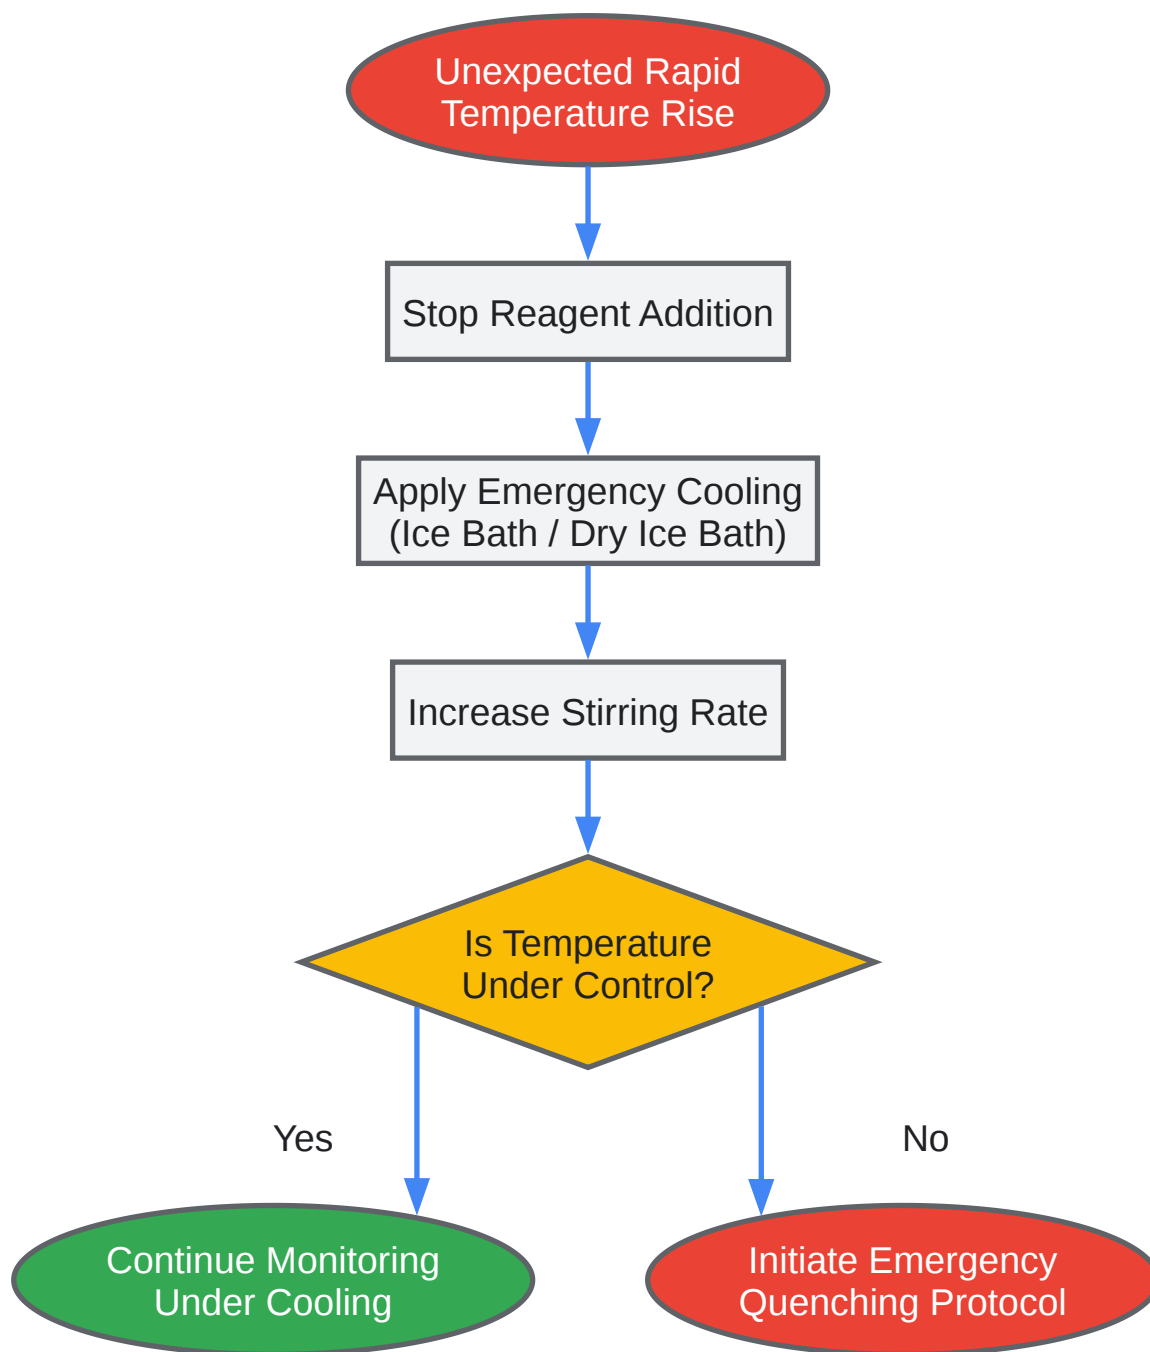 Unexpected Rapid
Temperature Rise
Stop Reagent Addition
Apply Emergency Cooling
(Ice Bath / Dry Ice Bath)
Increase Stirring Rate
Is Temperature
Under Control?
Yes
No
Continue Monitoring
Under Cooling
Initiate Emergency
Quenching Protocol